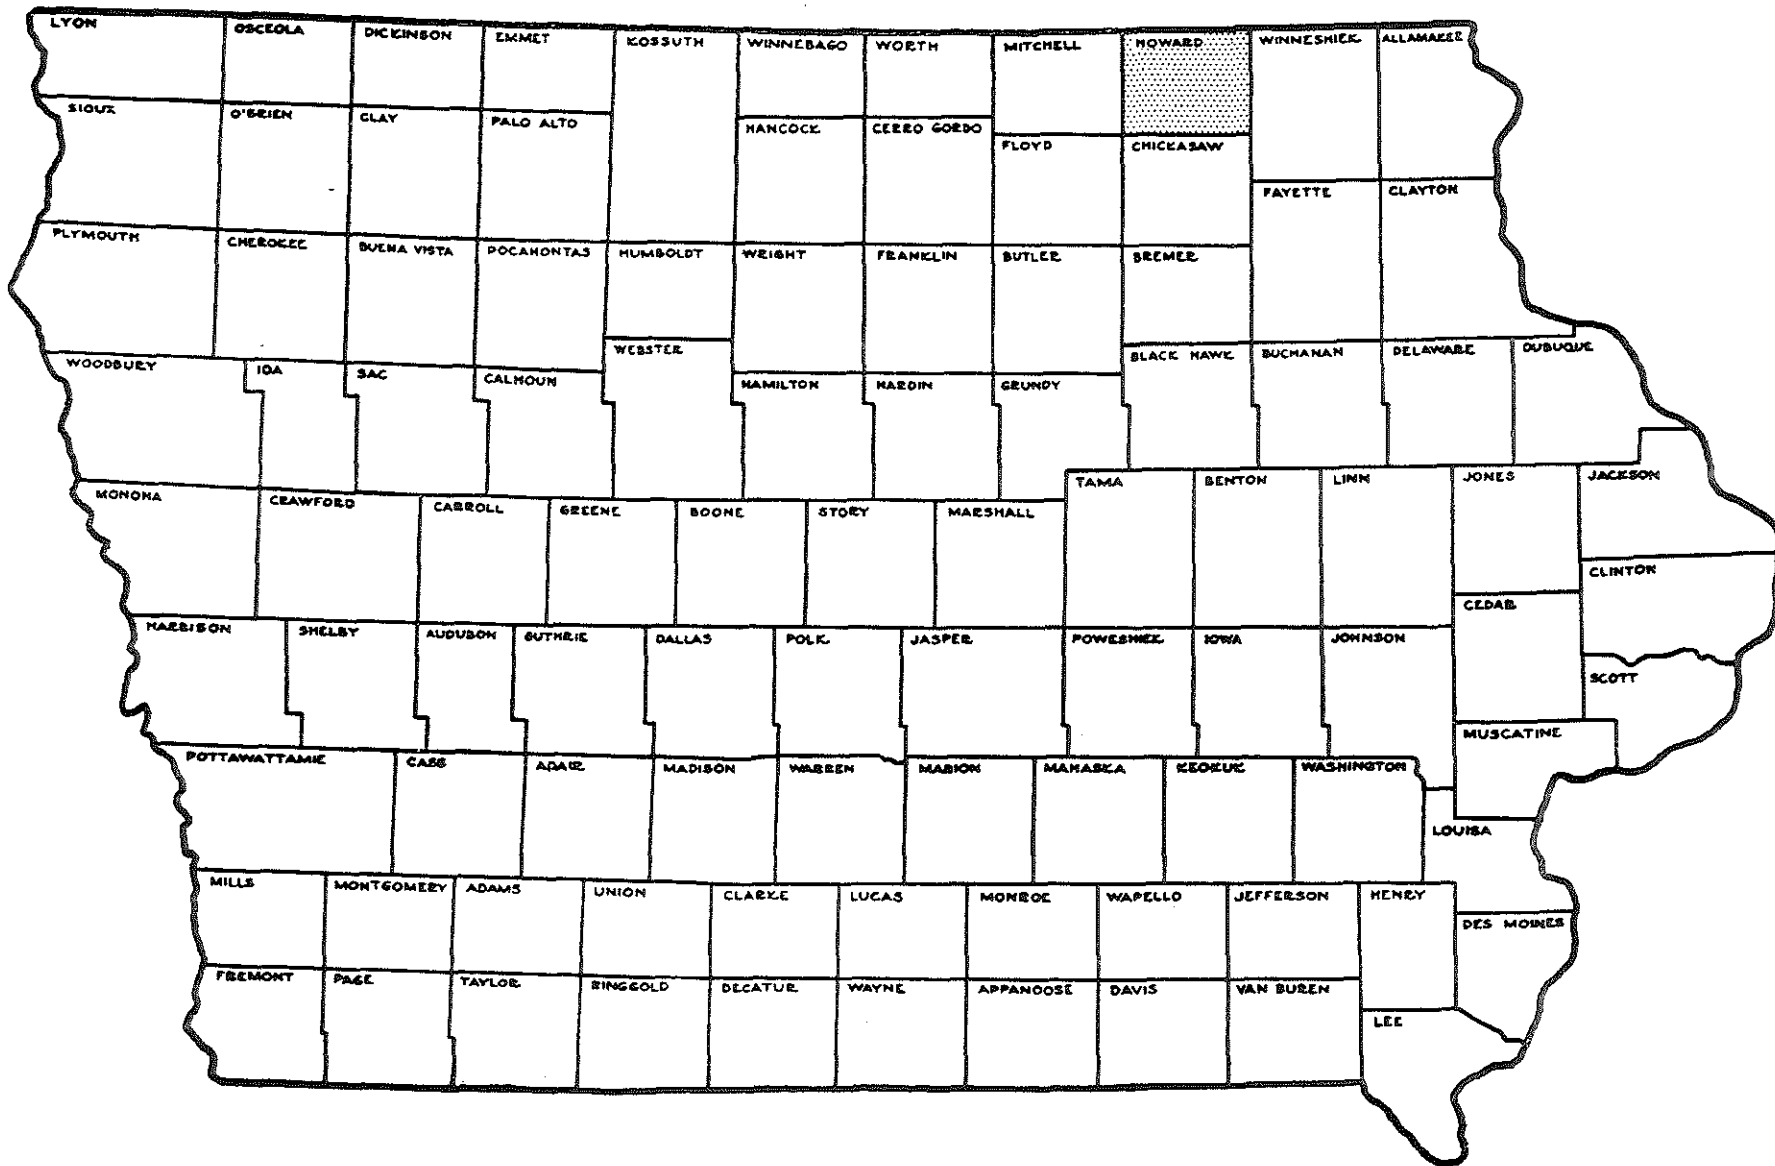 LYON
OSCEOLA
DICKINSON
EMMET
KOSSUTH
WINNEBAGO
WORTH
MITCHELL
HOWARD
WINNESHIEK
ALLAMAKEE
SIOUX
O'BRIEN
CLAY
PALO ALTO
HANCOCK
CERRO GORDO
FLOYD
CHICKASAW
FAYETTE
CLAYTON
PLYMOUTH
CHEROKEE
BUENA VISTA
POCAHONTAS
HUMBOLDT
WRIGHT
FRANKLIN
BUTLER
BREMER
WOODBURY
IDA
SAC
CALHOUN
WEBSTER
HAMILTON
HARDIN
GRUNDY
BLACK HAWK
BUCHANAN
DELAWARE
DUBUQUE
MONONA
CRAWFORD
CARROLL
GREENE
BOONE
STORY
MARSHALL
TAMA
BENTON
LINN
JONES
JACKSON
CLINTON
CEDAR
HARRISON
SHELBY
AUDUBON
GUTHRIE
DALLAS
POLK
JASPER
POWESHIEK
IOWA
JOHNSON
SCOTT
MUSCATINE
POTTAWATTAMIE
CASS
ADAIR
MADISON
WARREN
MARION
MAHASKA
KEOKUK
WASHINGTON
LOUISA
MILLS
MONTGOMERY
ADAMS
UNION
CLARKE
LUCAS
MONROE
WAPELLO
JEFFERSON
HENRY
DES MOINES
FREMONT
PAGE
TAYLOR
RINGGOLD
DECATUR
WAYNE
APPANOOSE
DAVIS
VAN BUREN
LEE